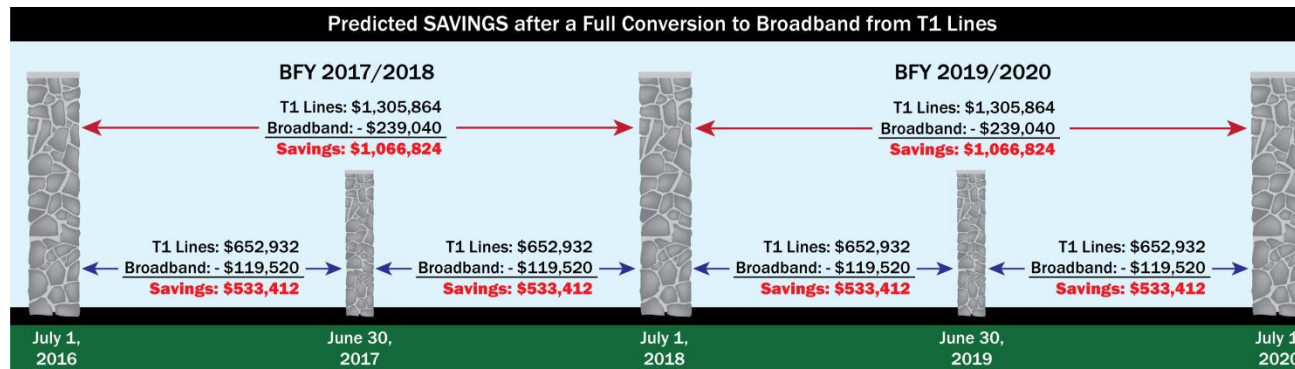 Predicted SAVINGS after a Full Conversion to Broadband from T1 Lines
BFY 2017/2018
T1 Lines: $1,305,864
Broadband: - $239,040
Savings: $1,066,824
BFY 2019/2020
T1 Lines: $1,305,864
Broadband: - $239,040
Savings: $1,066,824
T1 Lines: $652,932
Broadband: - $119,520
Savings: $533,412
T1 Lines: $652,932
Broadband: - $119,520
Savings: $533,412
T1 Lines: $652,932
Broadband: - $119,520
Savings: $533,412
T1 Lines: $652,932
Broadband: - $119,520
Savings: $533,412
July 1,
2016
June 30,
2017
July 1,
2018
June 30,
2019
July 1
2020